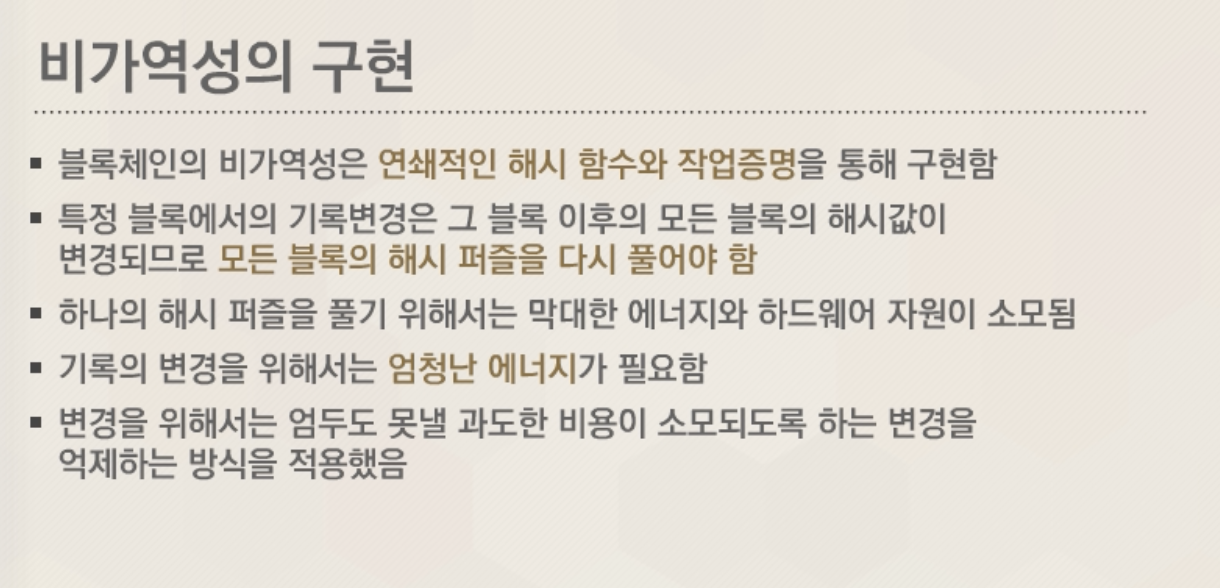 비가역성의 구현
▪ 블록체인의 비가역성은 연쇄적인 해시 함수와 작업증명을 통해 구현함
▪ 특정 블록에서의 기록변경은 그 블록 이후의 모든 블록의 해시값이
변경되므로 모든 블록의 해시 퍼즐을 다시 풀어야 함
▪ 하나의 해시 퍼즐을 풀기 위해서는 막대한 에너지와 하드웨어 자원이 소모됨
▪ 기록의 변경을 위해서는 엄청난 에너지가 필요함
▪ 변경을 위해서는 엄두도 못낼 과도한 비용이 소모되도록 하는 변경을
억제하는 방식을 적용했음